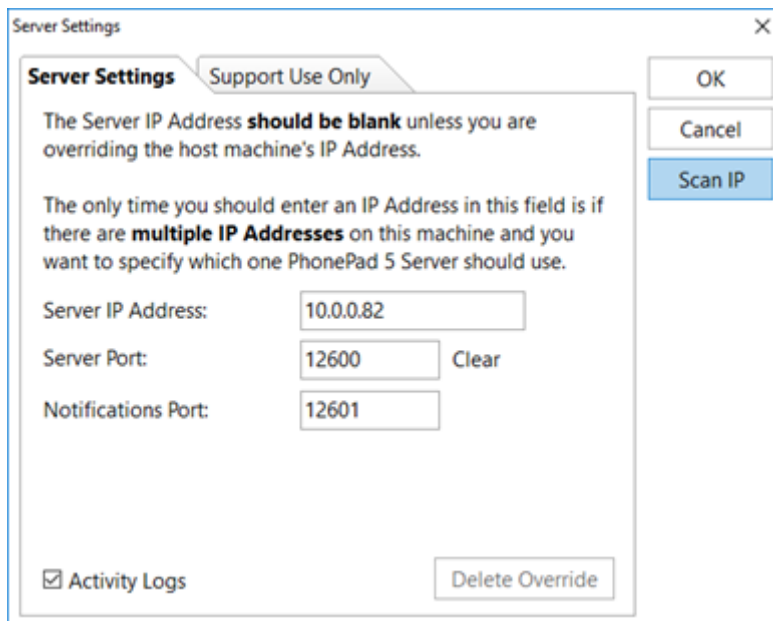 Server Settings
Server Settings
Support Use Only
OK
The Server IP Address should be blank unless you are
overriding the host machine's IP Address.
Cancel
Scan IP
The only time you should enter an IP Address in this field is if
there are multiple IP Addresses on this machine and you
want to specify which one PhonePad 5 Server should use.
Server IP Address: 10.0.0.82
Server Port: 12600 Clear
Notifications Port: 12601
Activity Logs
Delete Override